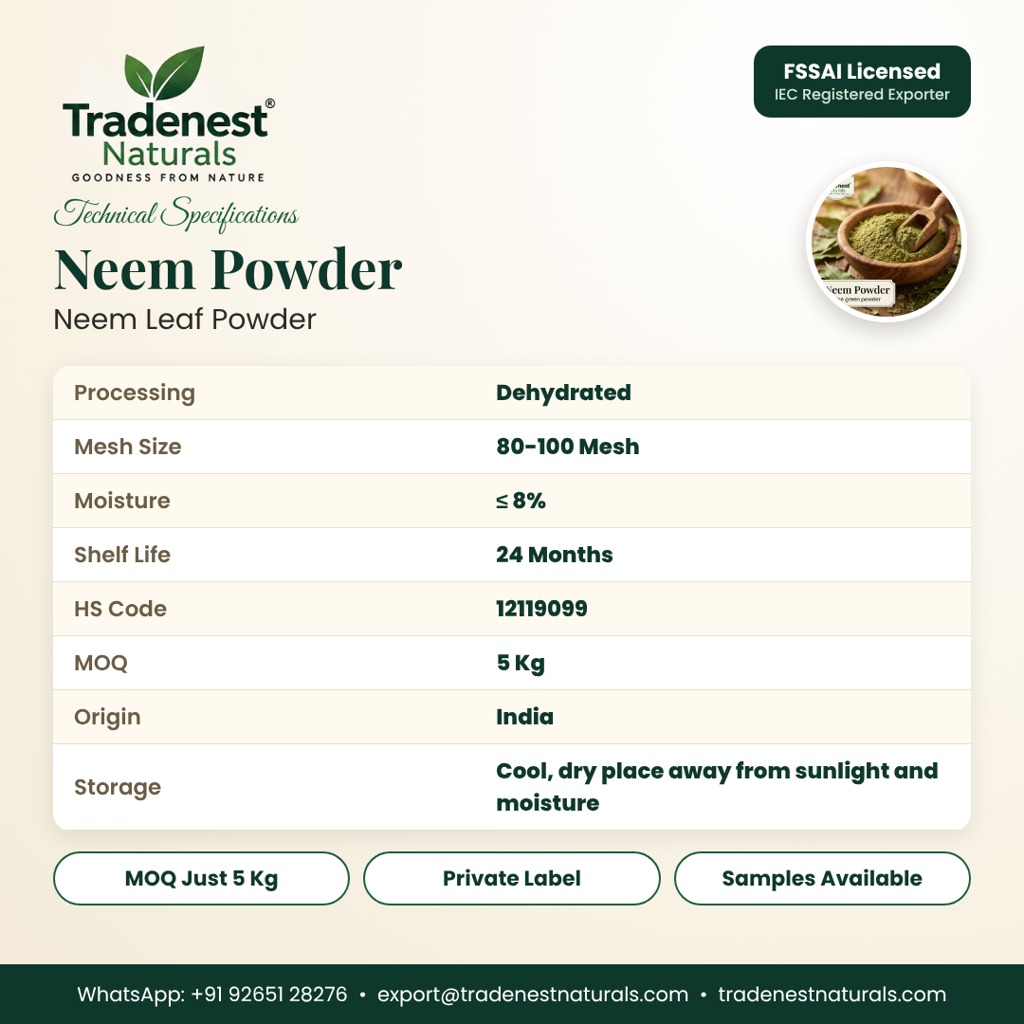 Tradenest®
Naturals
GOODNESS FROM NATURE
FSSAI Licensed
IEC Registered Exporter
Technical Specifications
Neem Powder
Neem Leaf Powder
nest
Neem Powder
green powder
Processing Dehydrated
Mesh Size 80-100 Mesh
Moisture ≤ 8%
Shelf Life 24 Months
HS Code 12119099
MOQ 5 Kg
Origin India
Storage Cool, dry place away from sunlight and
moisture
MOQ Just 5 Kg
Private Label
Samples Available
WhatsApp: +91 92651 28276 • export@tradenestnaturals.com • tradenestnaturals.com